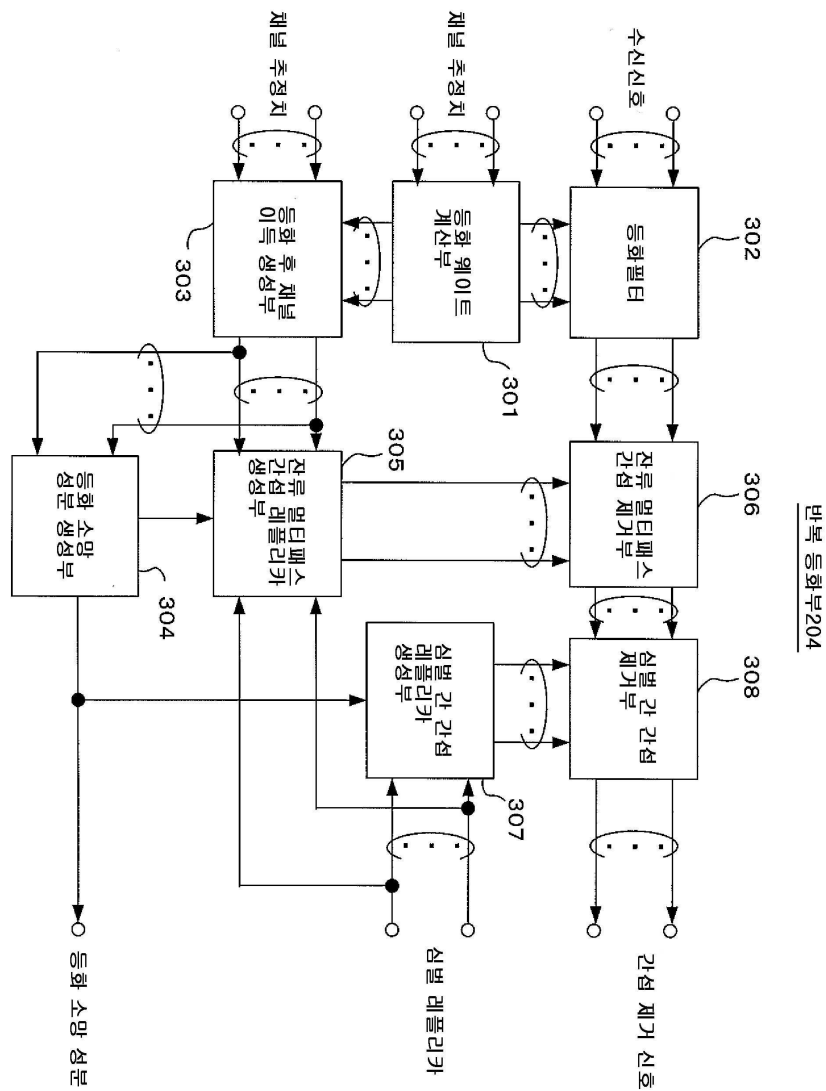 반복 등화부204
수신신호
302
등화필터
306
잔류 멀티패스
간섭 제거부
308
심벌 간 간섭
제거부
간섭 제거 신호
채널 추정치
등화 웨이트
계산부
301
심벌 간 간섭
레플리카
생성부
307
심벌 레플리카
채널 추정치
등화 후 채널
이득 생성부
303
305
잔류 멀티패스
간섭 레플리카
생성부
등화 소망
성분 생성부
304
등화 소망 성분